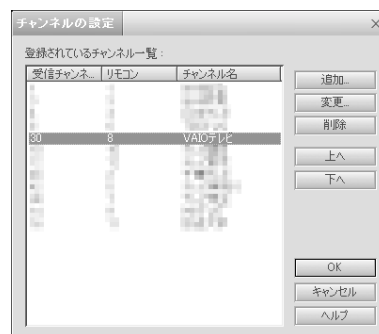 チャンネルの設定
登録されているチャンネル一覧:
受信チャンネ... リモコン チャンネル名
30 8 VAIOテレビ
追加...
変更...
削除
上へ
下へ
OK
キャンセル
ヘルプ